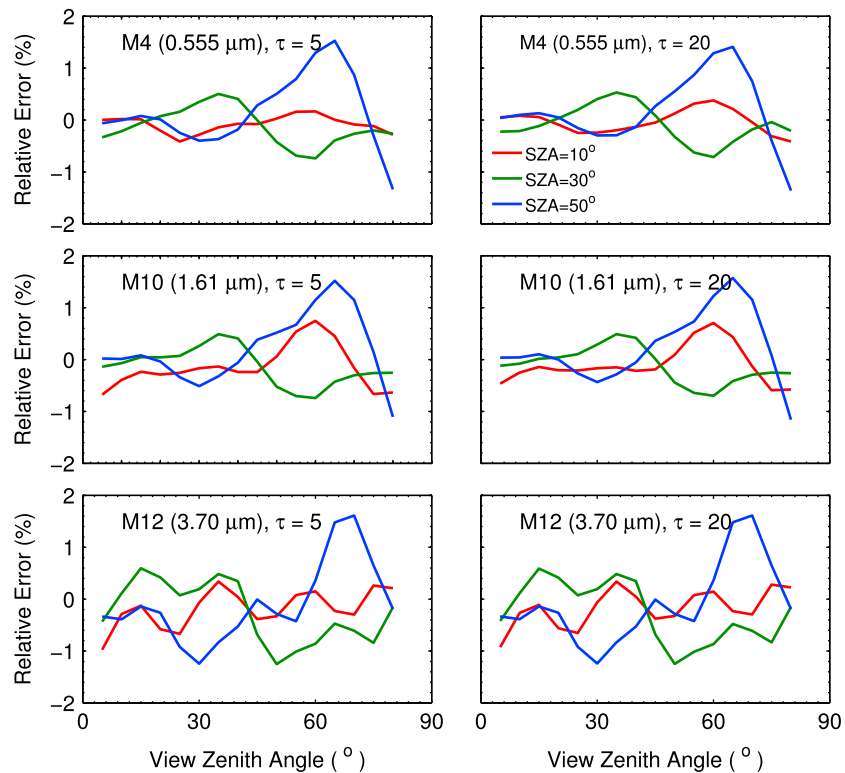 M4 (0.555 μm), τ = 5
M4 (0.555 μm), τ = 20
Relative Error (%)
2
1
0
−1
−2
SZA=10°
SZA=30°
SZA=50°
M10 (1.61 μm), τ = 5
M10 (1.61 μm), τ = 20
Relative Error (%)
2
1
0
−1
−2
M12 (3.70 μm), τ = 5
M12 (3.70 μm), τ = 20
Relative Error (%)
2
1
0
−1
−2
0 30 60 90
0 30 60 90
View Zenith Angle (°)
View Zenith Angle (°)